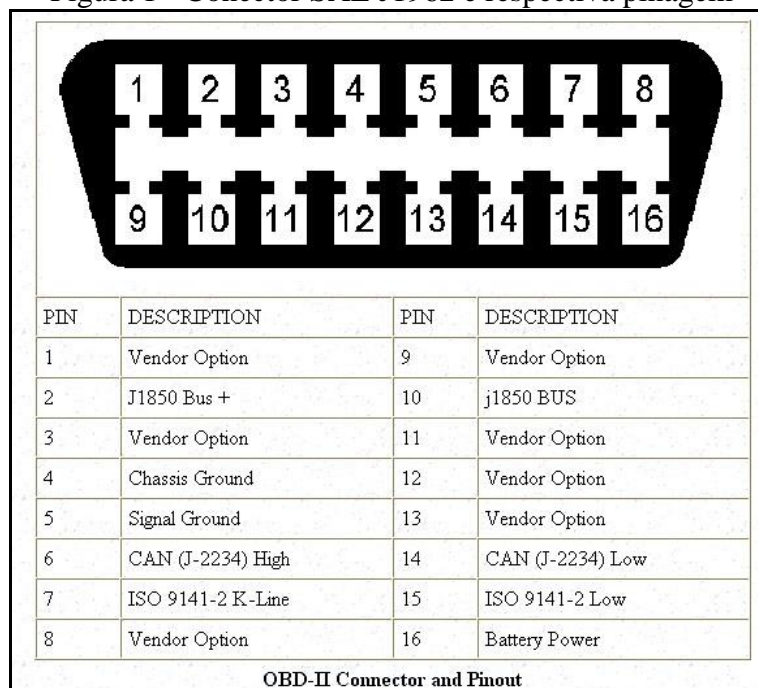 1 2 3 4 5 6 7 8
9 10 11 12 13 14 15 16
PIN DESCRIPTION PIN DESCRIPTION
1 Vendor Option 9 Vendor Option
2 J1850 Bus + 10 j1850 BUS
3 Vendor Option 11 Vendor Option
4 Chassis Ground 12 Vendor Option
5 Signal Ground 13 Vendor Option
6 CAN (J-2234) High 14 CAN (J-2234) Low
7 ISO 9141-2 K-Line 15 ISO 9141-2 Low
8 Vendor Option 16 Battery Power
OBD-II Connector and Pinout